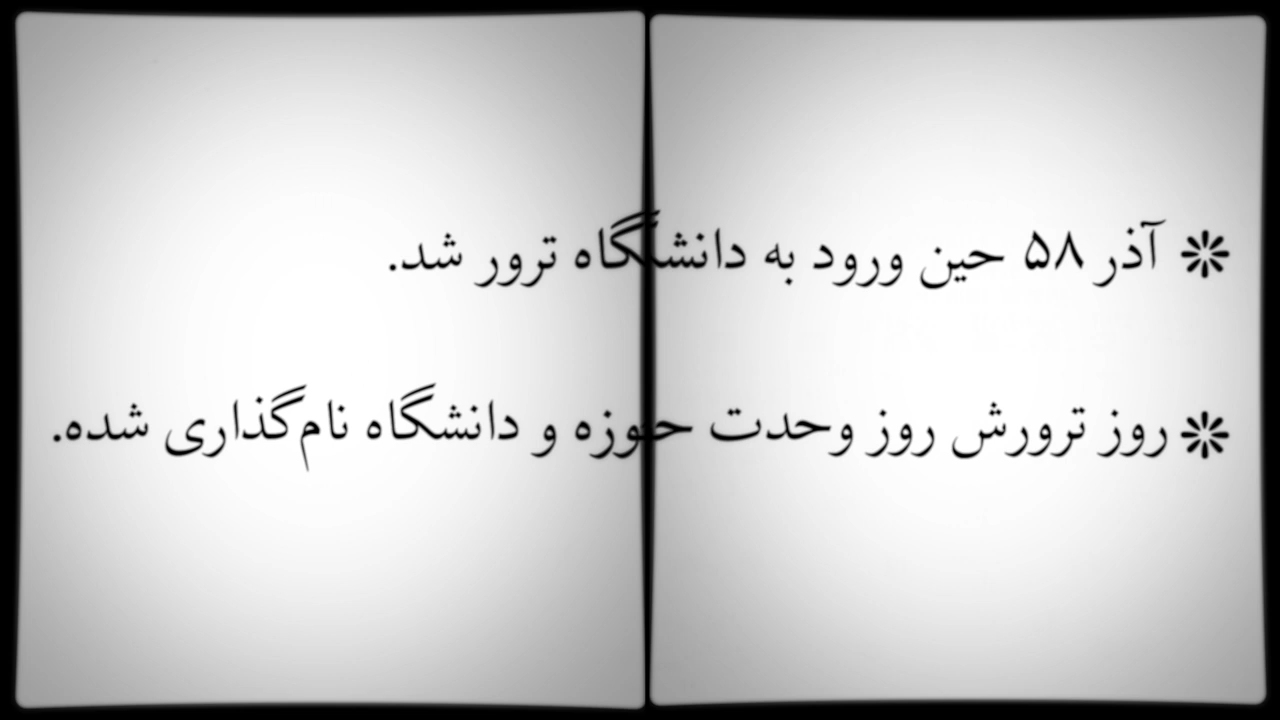 ❊ آذر ۵۸ حین ورود به دانشگاه ترور شد.
❊ روز ترورش روز وحدت حوزه و دانشگاه نام‌گذاری شده.